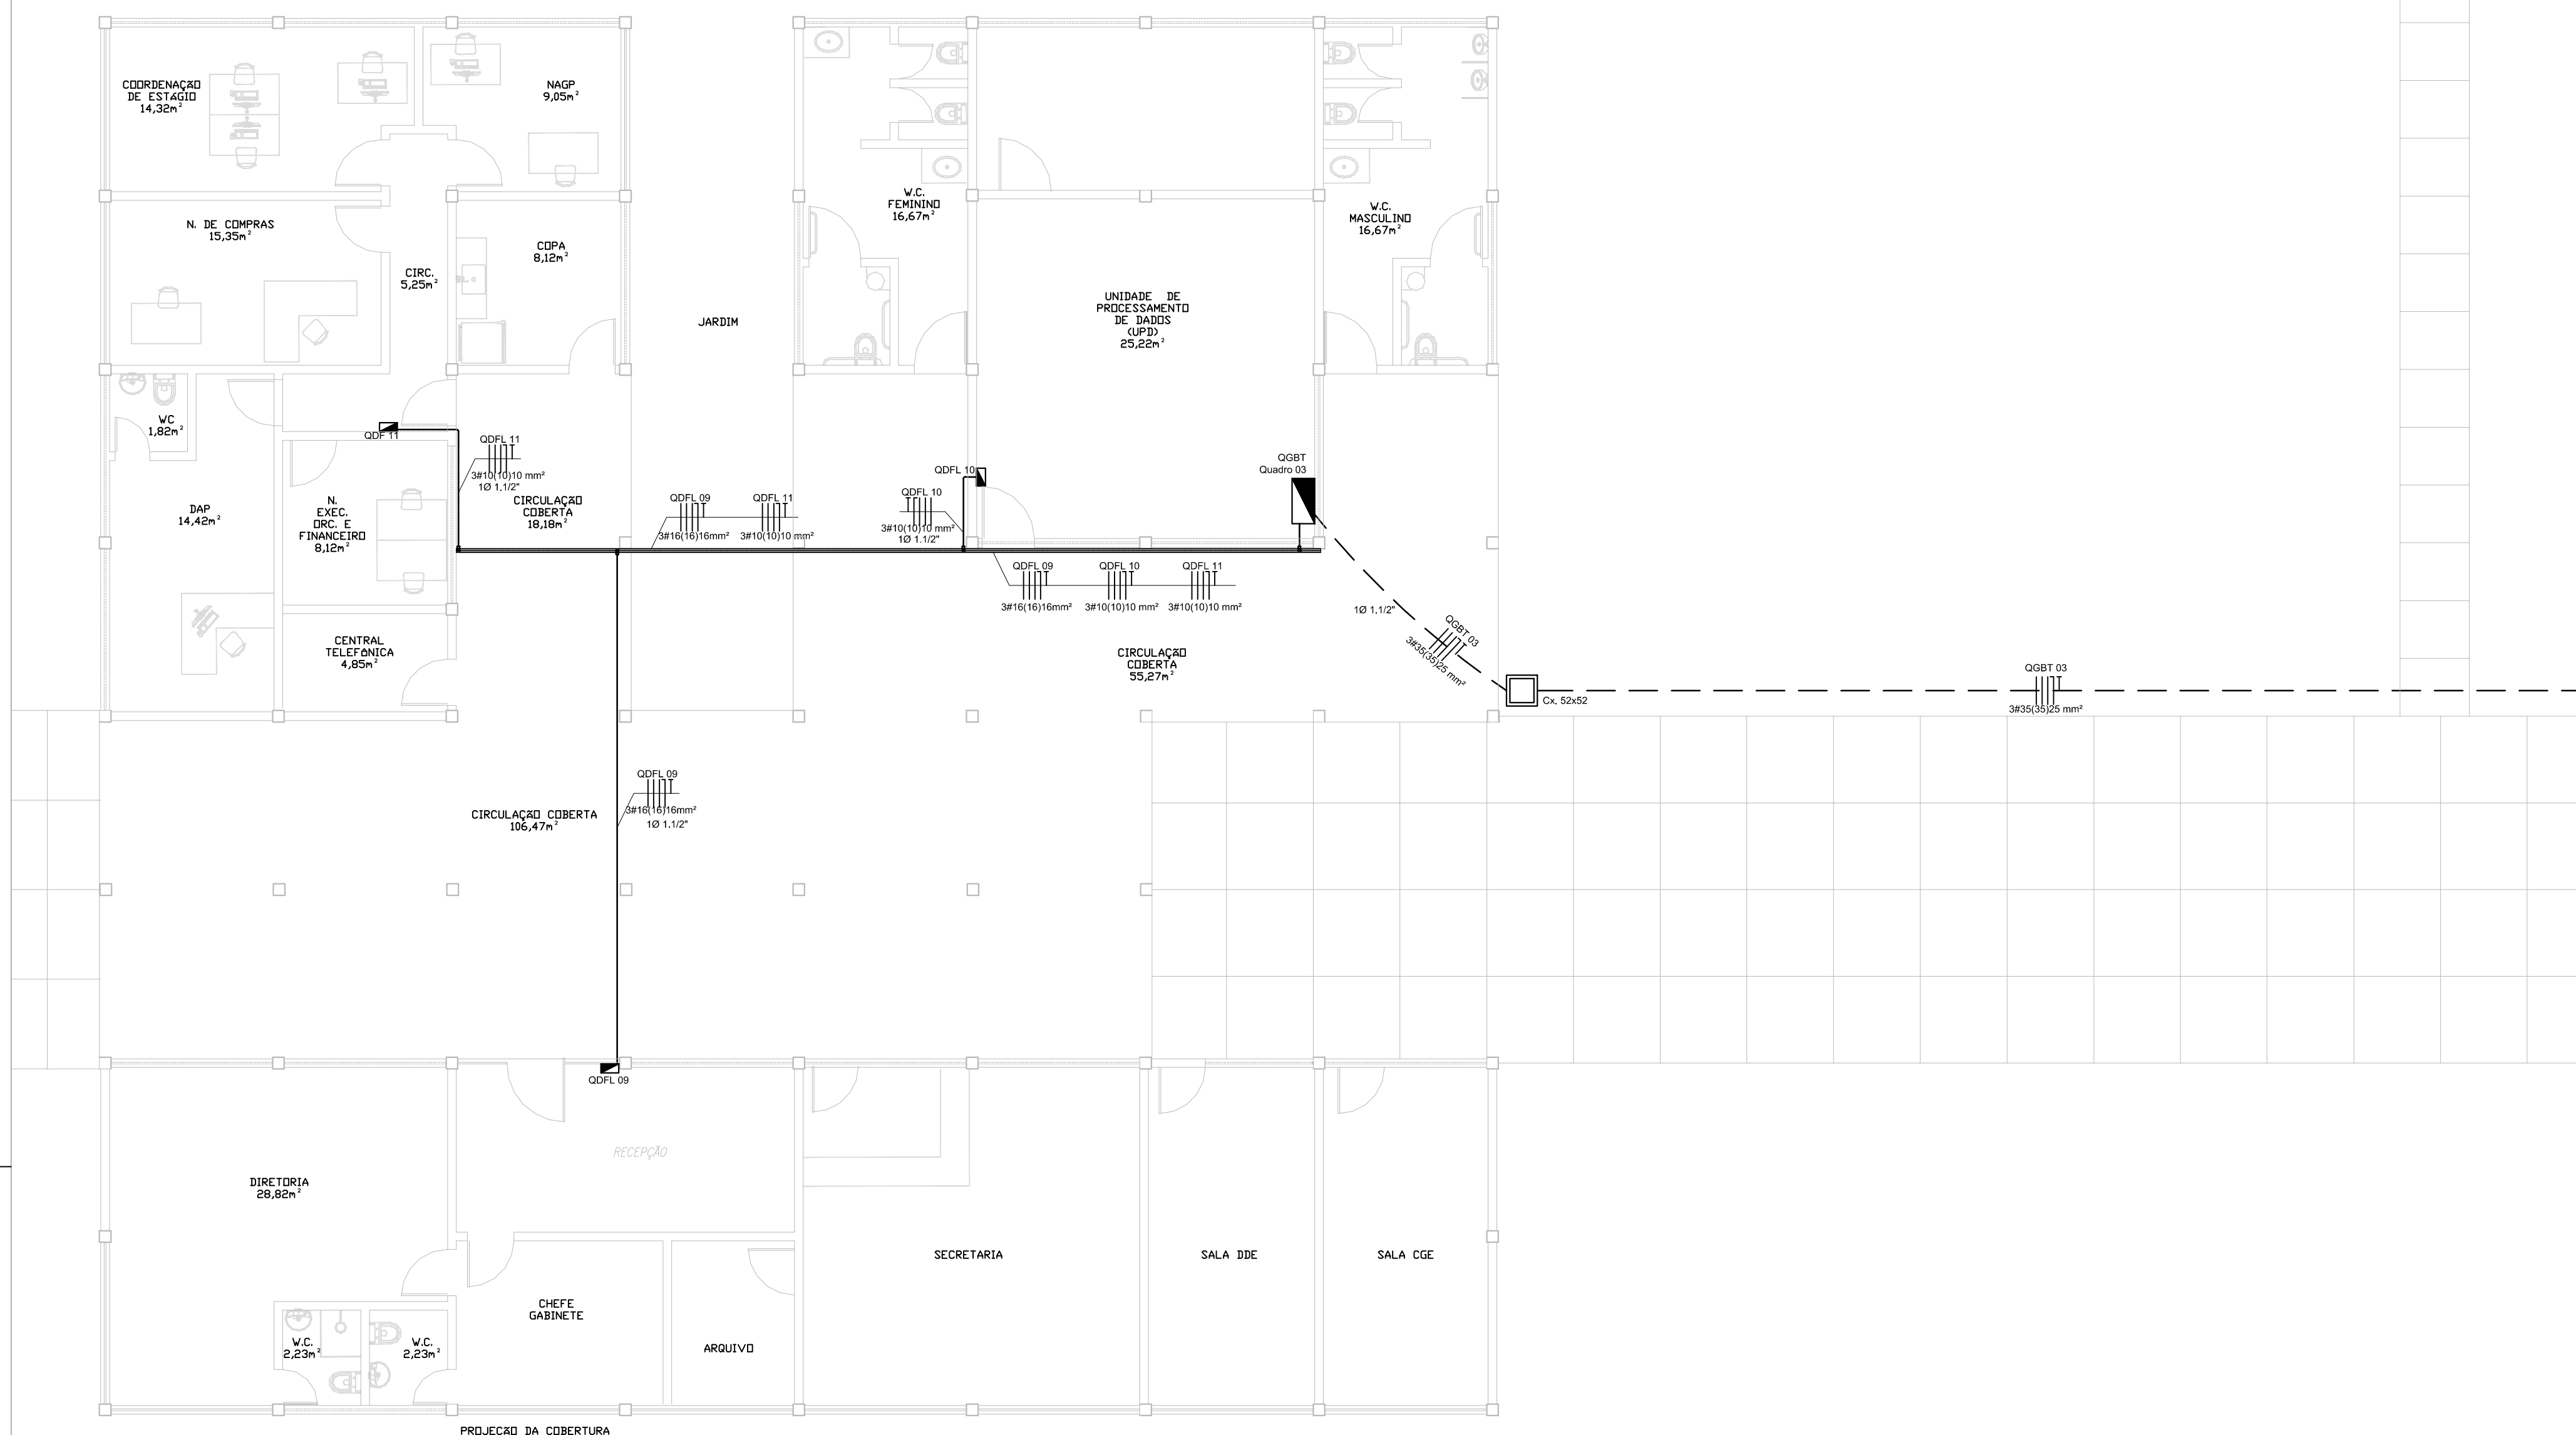 COORDENAÇÃO
DE ESTÁGIO
14,32m²
NAGP
9,05m²
N. DE COMPRAS
15,35m²
CIRC.
5,25m²
COPA
8,12m²
JARDIM
W.C.
FEMININO
16,67m²
UNIDADE DE
PROCESSAMENTO
DE DADOS
(UPD)
25,22m²
W.C.
MASCULINO
16,67m²
WC
1,82m²
QDF 11
QDFL 11
3#10(10)10 mm²
1Ø 1.1/2"
DAP
14,42m²
N.
EXEC.
ORC. E
FINANCEIRO
8,12m²
CIRCULAÇÃO
COBERTA
18,18m²
QDFL 09
3#16(16)16mm²
QDFL 11
3#10(10)10 mm²
QDFL 10
QDFL 10
3#10(10)10 mm²
1Ø 1.1/2"
QGBT
Quadro 03
QDFL 09
3#16(16)16mm²
QDFL 10
3#10(10)10 mm²
QDFL 11
3#10(10)10 mm²
1Ø 1.1/2"
QGBT 03
3#35(35)25 mm²
CENTRAL
TELEFÔNICA
4,85m²
CIRCULAÇÃO
COBERTA
55,27m²
Cx. 52x52
QGBT 03
3#35(35)25 mm²
QDFL 09
3#16(16)16mm²
1Ø 1.1/2"
CIRCULAÇÃO COBERTA
106,47m²
QDFL 09
RECEPÇÃO
DIRETORIA
28,82m²
SECRETARIA
SALA DDE
SALA CGE
CHEFE
GABINETE
W.C.
2,23m²
W.C.
2,23m²
ARQUIVO
PROJEÇÃO DA COBERTURA